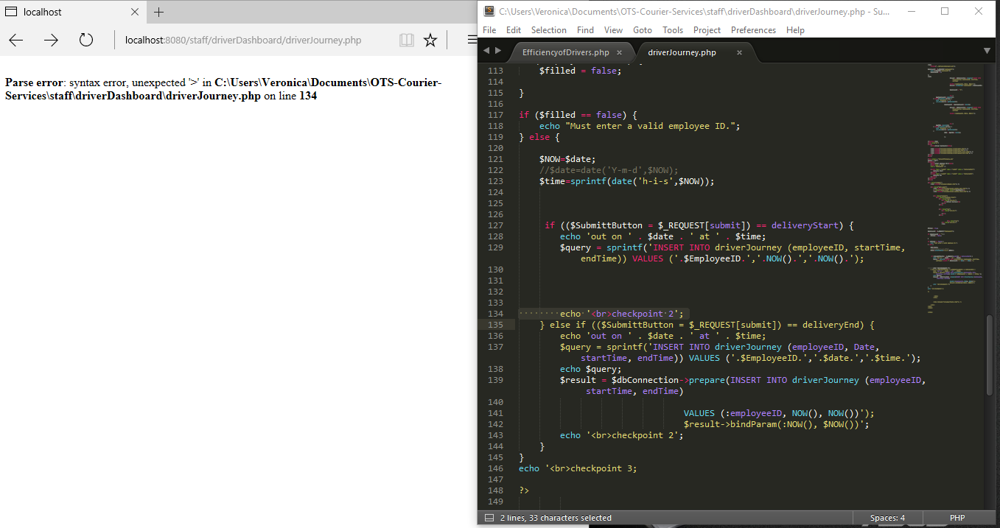 localhost
localhost:8080/staff/driverDashboard/driverJourney.php
Parse error: syntax error, unexpected '>' in C:\Users\Veronica\Documents\OTS-Courier-
Services\staff\driverDashboard\driverJourney.php on line 134
C:\Users\Veronica\Documents\OTS-Courier-Services\staff\driverDashboard\driverJourney.php - Su...
File Edit Selection Find View Goto Tools Project Preferences Help
EfficiencyofDrivers.php × driverJourney.php ×
113 $filled = false;
114
115 }
116
117 if ($filled == false) {
118 echo "Must enter a valid employee ID.";
119 } else {
120
121 $NOW=$date;
122 //$date=date('Y-m-d',$NOW);
123 $time=sprintf(date('h-i-s',$NOW));
124
125
126
127 if (($SubmittButton = $_REQUEST[submit]) == deliveryStart) {
128 echo 'out on ' . $date . ' at ' . $time;
129 $query = sprintf('INSERT INTO driverJourney (employeeID, startTime,
endTime)) VALUES ('.$EmployeeID.','.NOW().','.NOW().');
130
131
132
133
134 echo '<br>checkpoint 2';
135 } else if (($SubmittButton = $_REQUEST[submit]) == deliveryEnd) {
136 echo 'out on ' . $date . ' at ' . $time;
137 $query = sprintf('INSERT INTO driverJourney (employeeID, Date,
startTime, endTime)) VALUES ('.$EmployeeID.','.$date.','.$time.');
138 echo $query;
139 $result = $dbConnection->prepare(INSERT INTO driverJourney (employeeID,
startTime, endTime)
140
141 VALUES (:employeeID, NOW(), NOW())');
142 $result->bindParam(:NOW(), $NOW())';
143 echo '<br>checkpoint 2';
144 }
145 }
146 echo '<br>checkpoint 3;
147
148 ?>
149
2 lines, 33 characters selected Spaces: 4 PHP